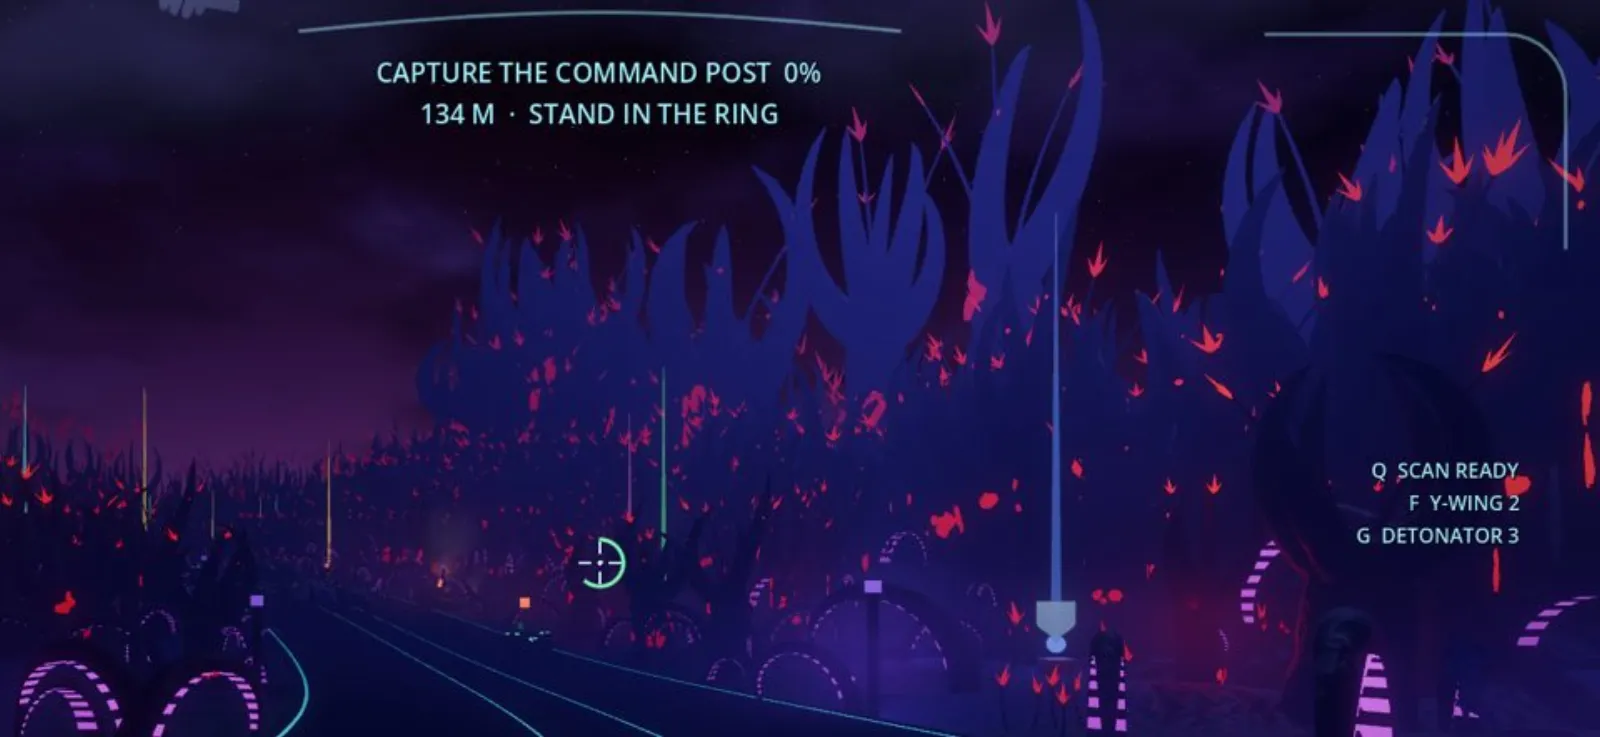 CAPTURE THE COMMAND POST 0%
134 M · STAND IN THE RING
Q SCAN READY
F Y-WING 2
G DETONATOR 3